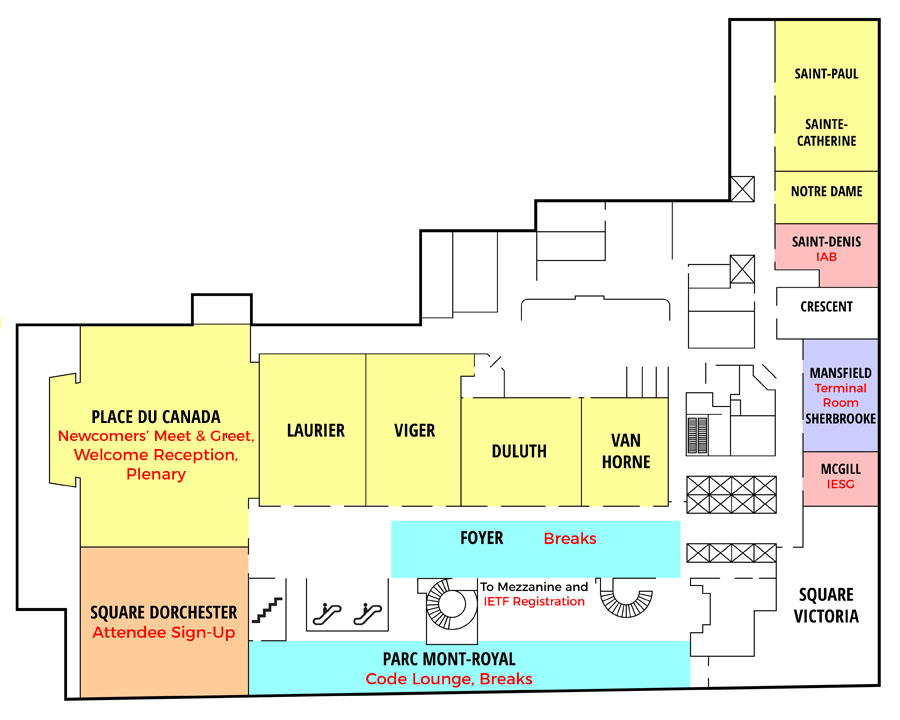 SAINT-PAUL
SAINTE-
CATHERINE
NOTRE DAME
SAINT-DENIS
IAB
CRESCENT
MANSFIELD
Terminal
Room
SHERBROOKE
MCGILL
IESG
PLACE DU CANADA
Newcomers' Meet & Greet,
Welcome Reception,
Plenary
LAURIER
VIGER
DULUTH
VAN
HORNE
FOYER Breaks
To Mezzanine and
IETF Registration
SQUARE DORCHESTER
Attendee Sign-Up
SQUARE
VICTORIA
PARC MONT-ROYAL
Code Lounge, Breaks